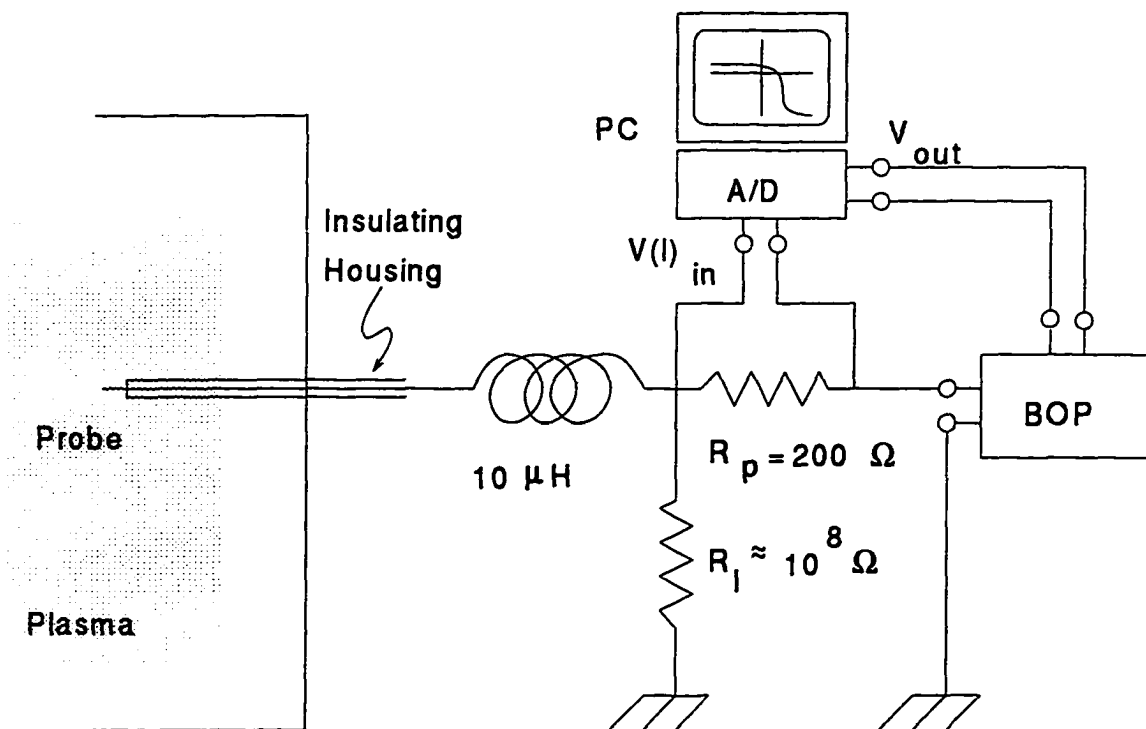 PC
V out
A/D
Insulating
Housing
V(I) in
BOP
Probe
R p = 200 Ω
10 μH
R l ≈ 10 8 Ω
Plasma